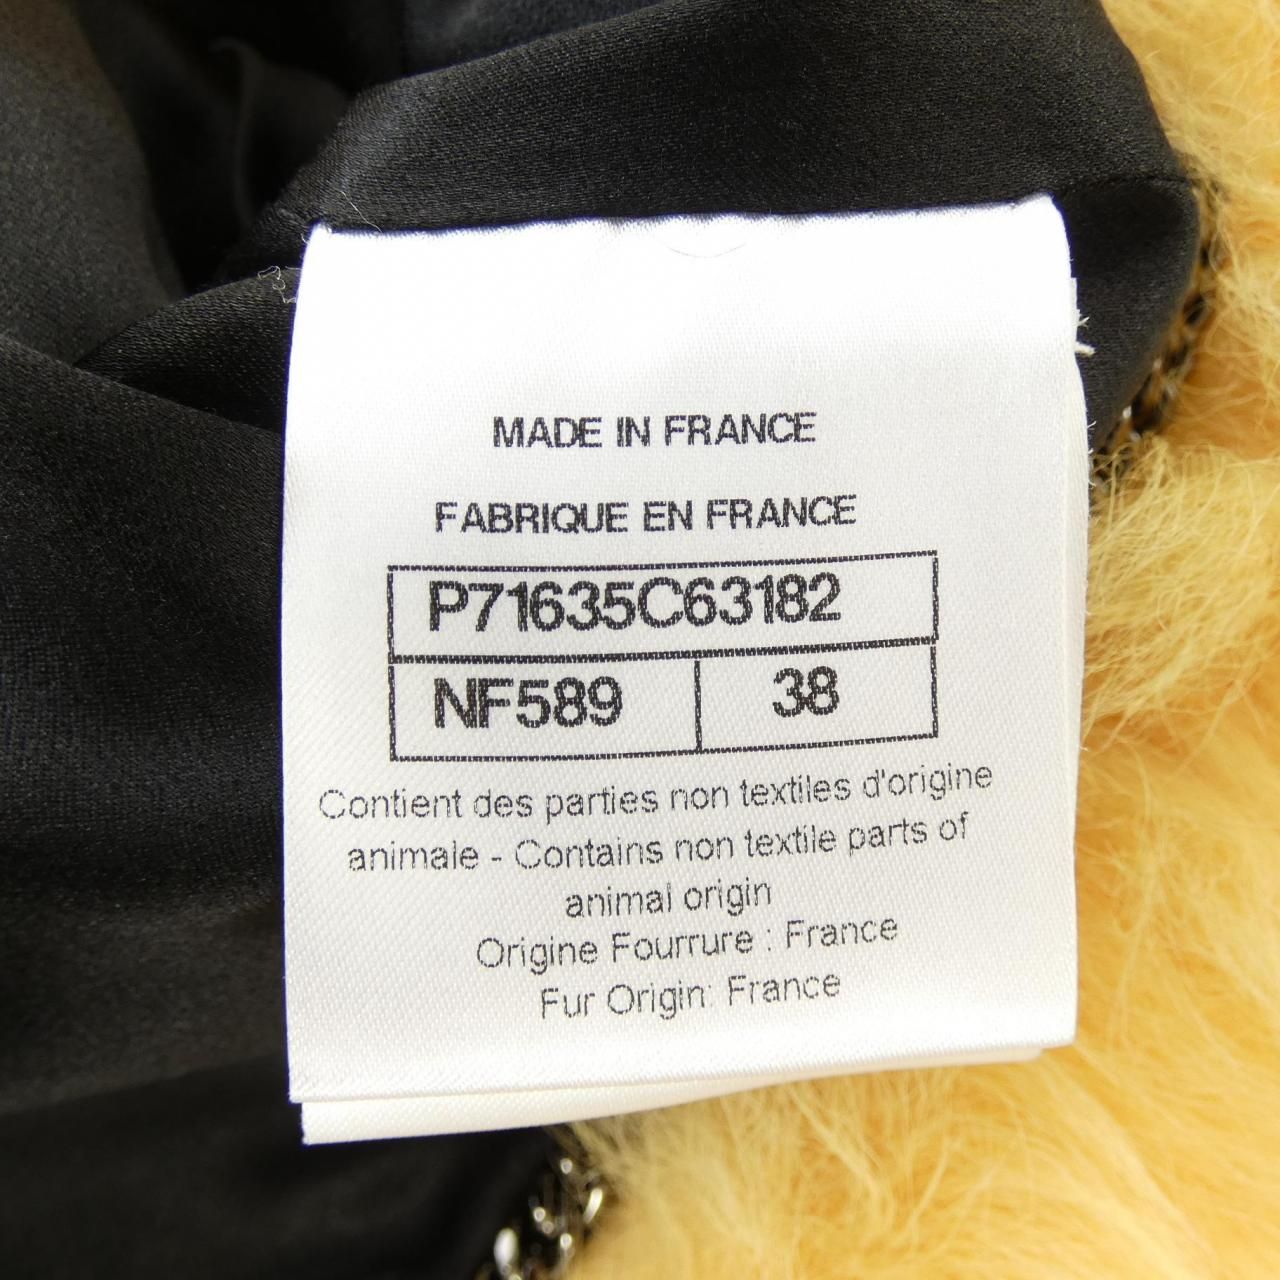 MADE IN FRANCE
FABRIQUE EN FRANCE
P71635C63182
NF589 38
Contient des parties non textiles d'origine
animale - Contains non textile parts of
animal origin
Origine Fourrure : France
Fur Origin: France